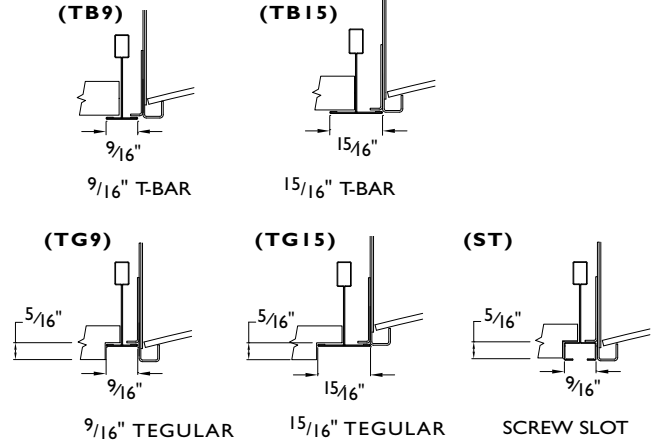 (TB9) (TB15)
9/16" 15/16"
9/16" T-BAR 15/16" T-BAR
(TG9) (TG15) (ST)
5/16" 5/16" 5/16"
9/16" 15/16" 9/16"
9/16" TEGULAR 15/16" TEGULAR SCREW SLOT